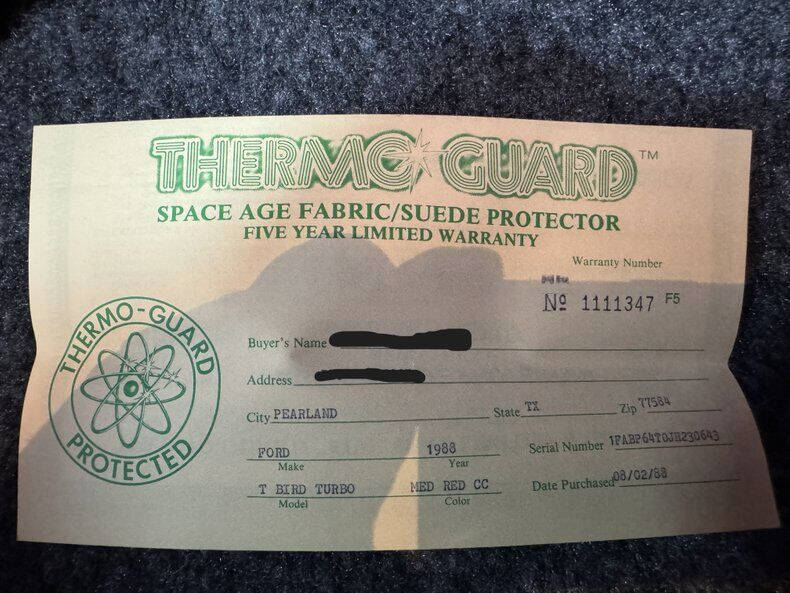 THERMO GUARD™
SPACE AGE FABRIC/SUEDE PROTECTOR
FIVE YEAR LIMITED WARRANTY
Warranty Number
№ 1111347 F5
THERMO-GUARD
PROTECTED
Buyer's Name
Address
City PEARLAND State TX Zip 77584
FORD 1988 Serial Number 1FABP64T0JH230643
Make Year
T BIRD TURBO MED RED CC Date Purchased 08/02/88
Model Color